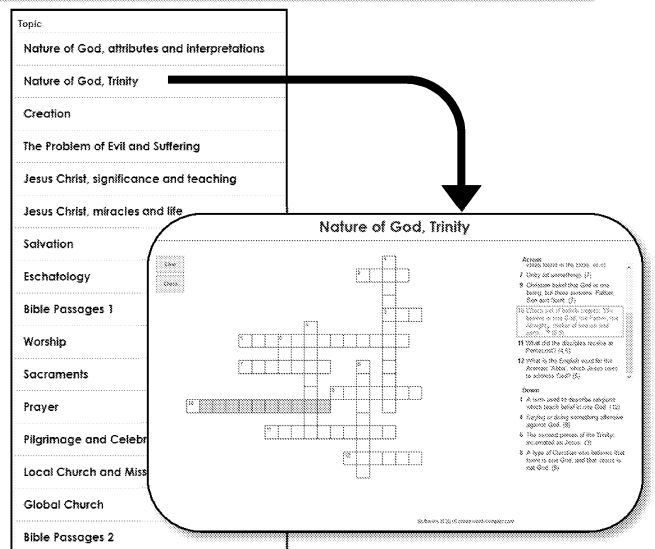 Topic
Nature of God, attributes and interpretations
Nature of God, Trinity
Creation
The Problem of Evil and Suffering
Jesus Christ, significance and teaching
Jesus Christ, miracles and life
Salvation
Eschatology
Bible Passages 1
Worship
Sacraments
Prayer
Pilgrimage and Celebr
Local Church and Miss
Global Church
Bible Passages 2
Nature of God, Trinity
Across
7 Unity of something. (7)
9 Christian belief that God is one
being, but three persons: Father,
Son and Spirit. (7)
11 What did the disciples receive at
Pentecost? (4,6)
12 What is the English word for the
Aramaic 'Abba', which Jesus used
to address God? (6)
Down
1 A term used to describe religions
which teach belief in one God. (12)
4 Saying or doing something offensive
against God. (9)
6 The second person of the Trinity;
incarnated as Jesus. (3)
8 A type of Christian who believes that
there is one God, and that Jesus is
not God. (9)